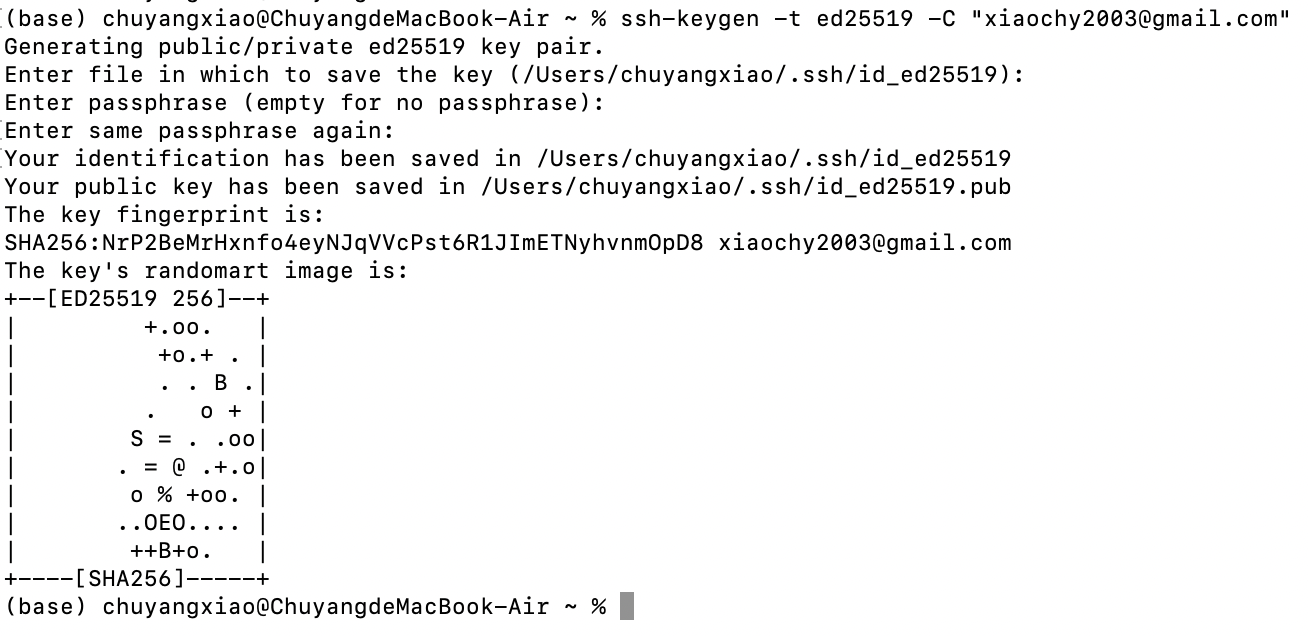 (base) chuyangxiao@ChuyangdeMacBook-Air ~ % ssh-keygen -t ed25519 -C "xiaochy2003@gmail.com"
Generating public/private ed25519 key pair.
Enter file in which to save the key (/Users/chuyangxiao/.ssh/id_ed25519):
Enter passphrase (empty for no passphrase):
Enter same passphrase again:
Your identification has been saved in /Users/chuyangxiao/.ssh/id_ed25519
Your public key has been saved in /Users/chuyangxiao/.ssh/id_ed25519.pub
The key fingerprint is:
SHA256:NrP2BeMrHxnfo4eyNJqVVcPst6R1JImETNyhvnmOpD8 xiaochy2003@gmail.com
The key's randomart image is:
+--[ED25519 256]--+
|         +.oo.   |
|          +o.+ . |
|          . . B .|
|         .   o + |
|        S = . .oo|
|       . = @ .+.o|
|        o % +oo. |
|       ..OEO.... |
|        ++B+o.   |
+----[SHA256]-----+
(base) chuyangxiao@ChuyangdeMacBook-Air ~ %